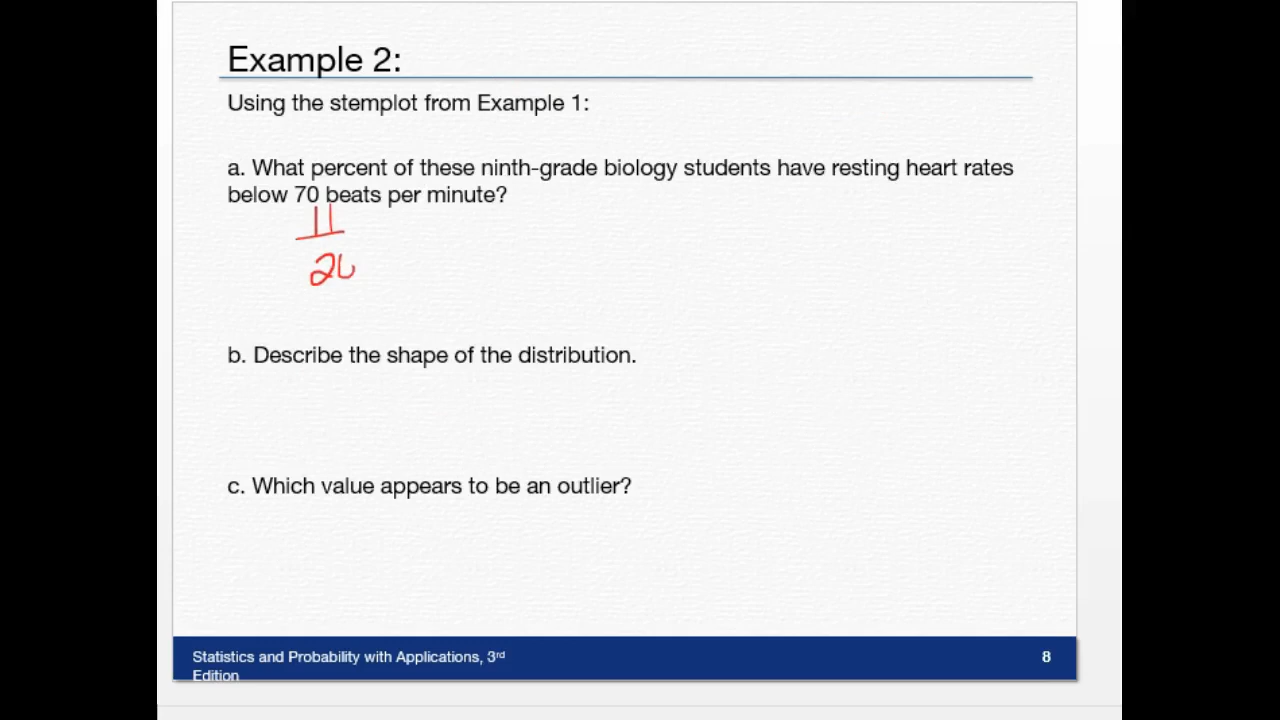 Example 2:
Using the stemplot from Example 1:
a. What percent of these ninth-grade biology students have resting heart rates
below 70 beats per minute?
11
b. Describe the shape of the distribution.
c. Which value appears to be an outlier?
Statistics and Probability with Applications, 3rd
Edition
8